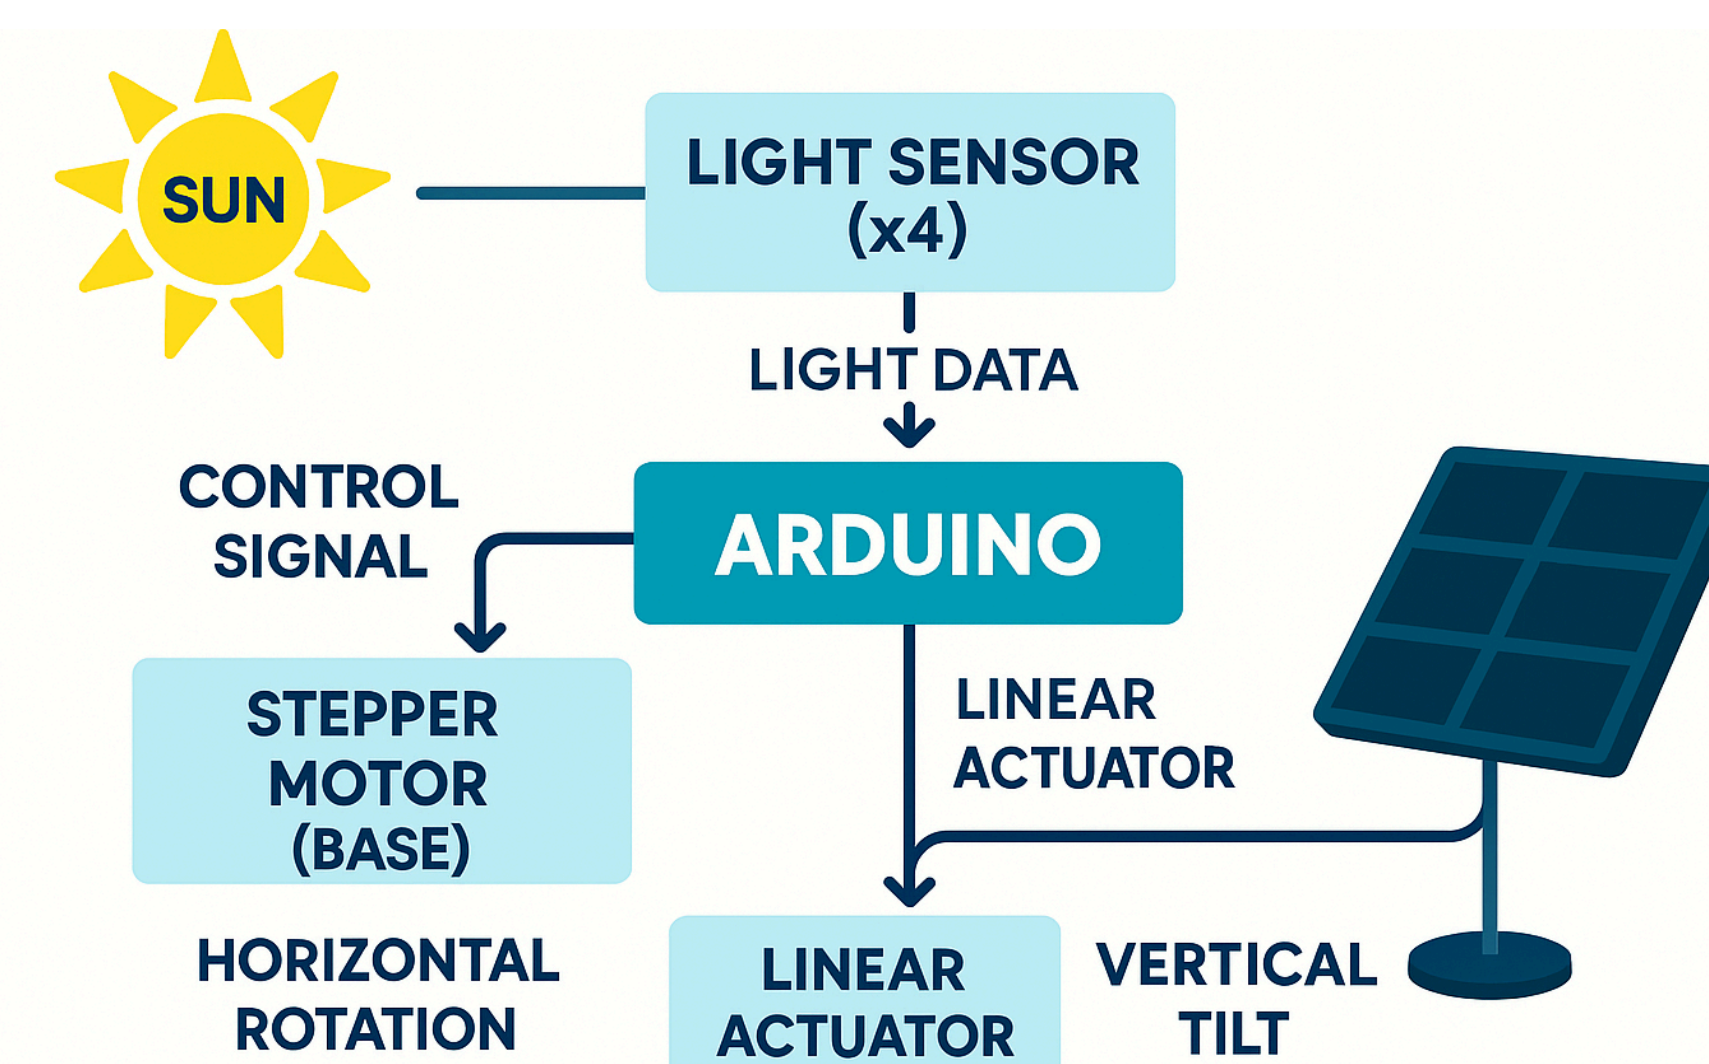 SUN
LIGHT SENSOR
(x4)
LIGHT DATA
CONTROL
SIGNAL
ARDUINO
STEPPER
MOTOR
(BASE)
LINEAR
ACTUATOR
HORIZONTAL
ROTATION
LINEAR
ACTUATOR
VERTICAL
TILT